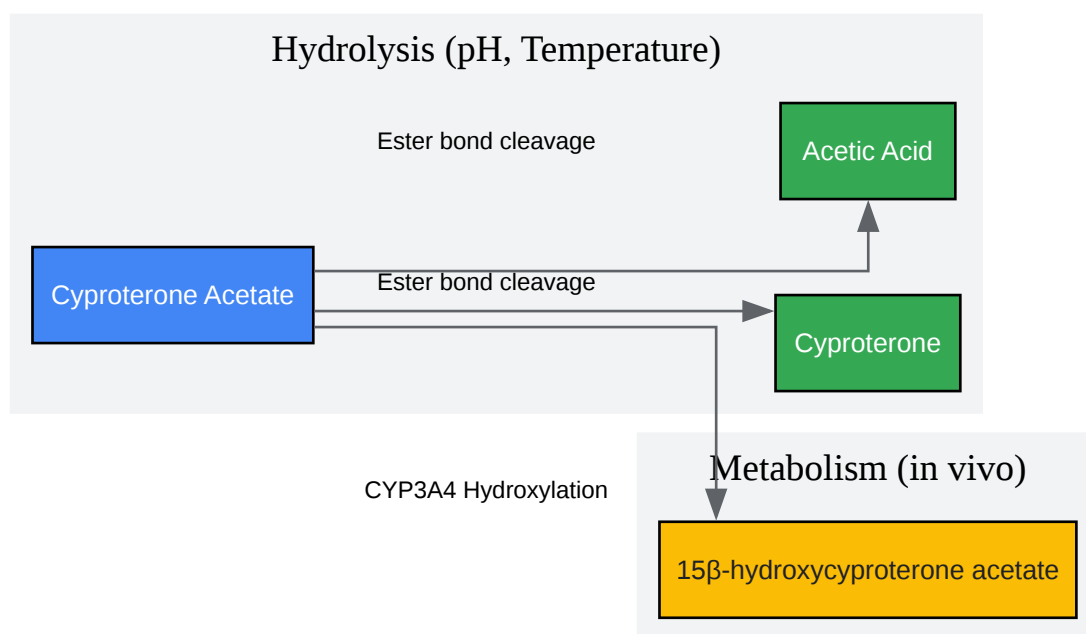 Hydrolysis (pH, Temperature)
Ester bond cleavage
Acetic Acid
Cyproterone Acetate
Ester bond cleavage
Cyproterone
Metabolism (in vivo)
CYP3A4 Hydroxylation
15β-hydroxycyproterone acetate